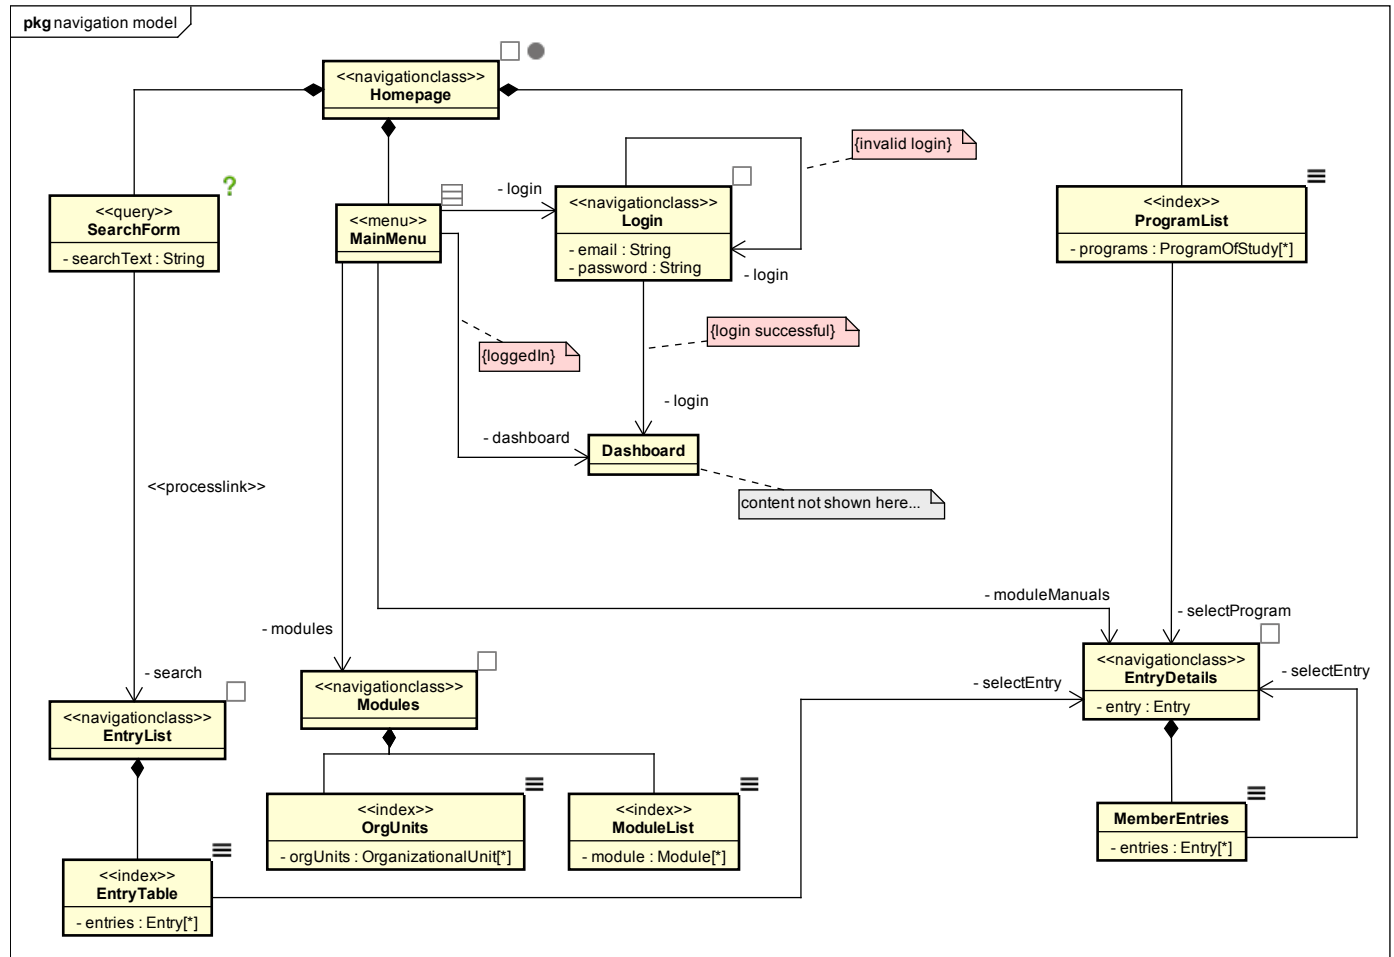 pkg navigation model
<<navigationclass>>
Homepage
{invalid login}
- login
<<query>>
SearchForm
- searchText : String
<<menu>>
MainMenu
<<navigationclass>>
Login
- email : String
- password : String
- login
<<index>>
ProgramList
- programs : ProgramOfStudy[*]
{loggedIn}
{login successful}
- login
- dashboard
Dashboard
content not shown here...
<<processlink>>
- moduleManuals
- selectProgram
- modules
- search
- selectEntry
- selectEntry
<<navigationclass>>
EntryList
<<navigationclass>>
Modules
<<navigationclass>>
EntryDetails
- entry : Entry
<<index>>
OrgUnits
- orgUnits : OrganizationalUnit[*]
<<index>>
ModuleList
- module : Module[*]
MemberEntries
- entries : Entry[*]
<<index>>
EntryTable
- entries : Entry[*]